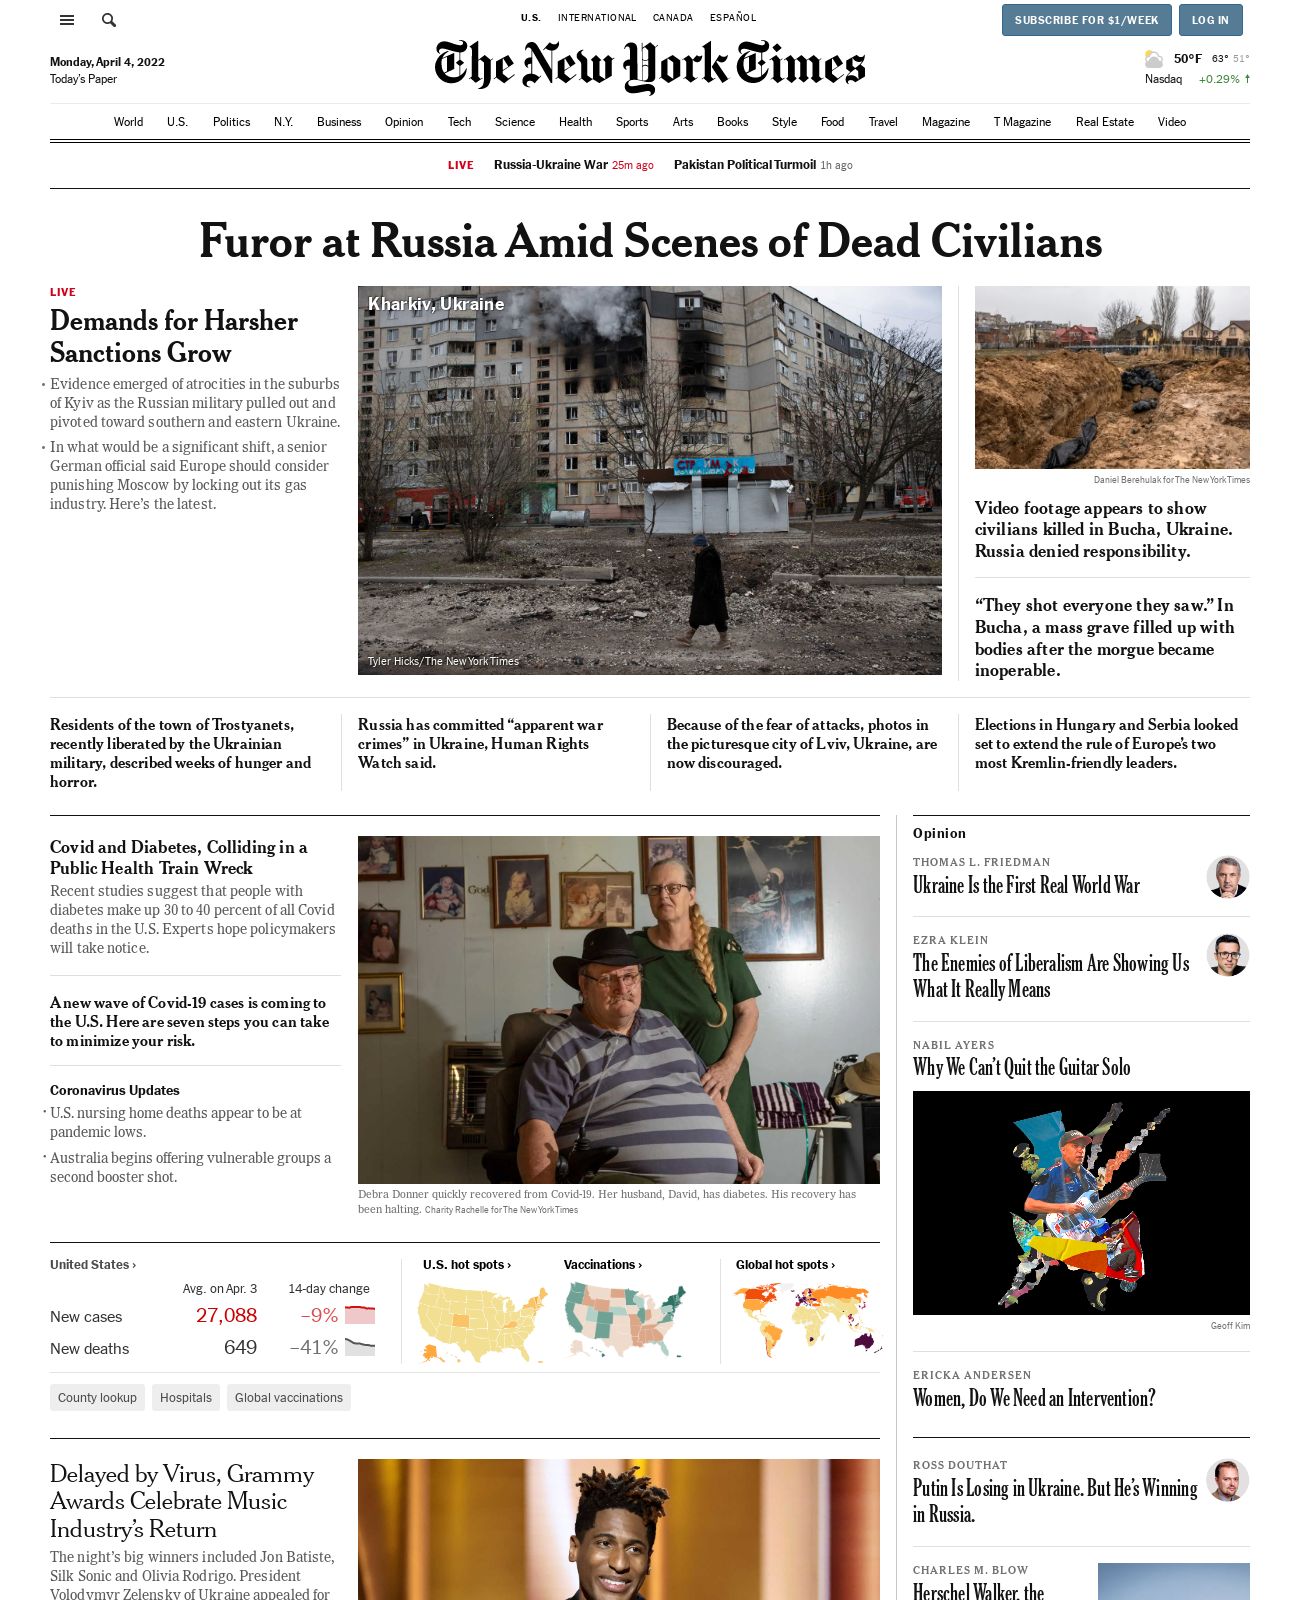 U.S. INTERNATIONAL CANADA ESPAÑOL
SUBSCRIBE FOR $1/WEEK LOG IN
Monday, April 4, 2022
Today's Paper
The New York Times
50°F 63° 51°
Nasdaq +0.29% ↑
World U.S. Politics N.Y. Business Opinion Tech Science Health Sports Arts Books Style Food Travel Magazine T Magazine Real Estate Video
LIVE Russia-Ukraine War 25m ago Pakistan Political Turmoil 1h ago
Furor at Russia Amid Scenes of Dead Civilians
LIVE
Demands for Harsher
Sanctions Grow
• Evidence emerged of atrocities in the suburbs
of Kyiv as the Russian military pulled out and
pivoted toward southern and eastern Ukraine.
• In what would be a significant shift, a senior
German official said Europe should consider
punishing Moscow by locking out its gas
industry. Here's the latest.
Kharkiv, Ukraine
Tyler Hicks/The New York Times
Daniel Berehulak for The New York Times
Video footage appears to show
civilians killed in Bucha, Ukraine.
Russia denied responsibility.
“They shot everyone they saw.” In
Bucha, a mass grave filled up with
bodies after the morgue became
inoperable.
Residents of the town of Trostyanets,
recently liberated by the Ukrainian
military, described weeks of hunger and
horror.
Russia has committed “apparent war
crimes” in Ukraine, Human Rights
Watch said.
Because of the fear of attacks, photos in
the picturesque city of Lviv, Ukraine, are
now discouraged.
Elections in Hungary and Serbia looked
set to extend the rule of Europe's two
most Kremlin-friendly leaders.
Covid and Diabetes, Colliding in a
Public Health Train Wreck
Recent studies suggest that people with
diabetes make up 30 to 40 percent of all Covid
deaths in the U.S. Experts hope policymakers
will take notice.
A new wave of Covid-19 cases is coming to
the U.S. Here are seven steps you can take
to minimize your risk.
Coronavirus Updates
• U.S. nursing home deaths appear to be at
pandemic lows.
• Australia begins offering vulnerable groups a
second booster shot.
God
Debra Donner quickly recovered from Covid-19. Her husband, David, has diabetes. His recovery has
been halting. Charity Rachelle for The New York Times
United States ›
Avg. on Apr. 3 14-day change
New cases 27,088 –9%
New deaths 649 –41%
U.S. hot spots ›
Vaccinations ›
Global hot spots ›
County lookup Hospitals Global vaccinations
Delayed by Virus, Grammy
Awards Celebrate Music
Industry's Return
The night's big winners included Jon Batiste,
Silk Sonic and Olivia Rodrigo. President
Volodymyr Zelensky of Ukraine appealed for
Opinion
THOMAS L. FRIEDMAN
Ukraine Is the First Real World War
EZRA KLEIN
The Enemies of Liberalism Are Showing Us
What It Really Means
NABIL AYERS
Why We Can't Quit the Guitar Solo
Geoff Kim
ERICKA ANDERSEN
Women, Do We Need an Intervention?
ROSS DOUTHAT
Putin Is Losing in Ukraine. But He's Winning
in Russia.
CHARLES M. BLOW
Herschel Walker, the